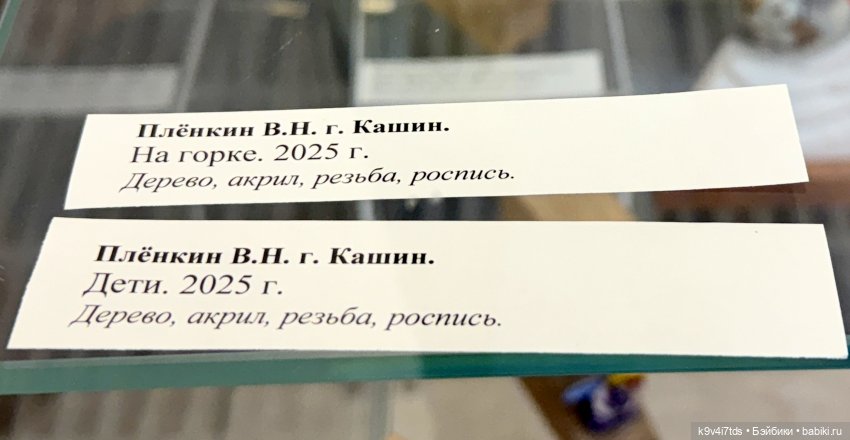 Плёнкин В.Н. г. Кашин.
На горке. 2025 г.
Дерево, акрил, резьба, роспись.
Плёнкин В.Н. г. Кашин.
Дети. 2025 г.
Дерево, акрил, резьба, роспись.
k9v4i7tds • Бэйбики • babiki.ru